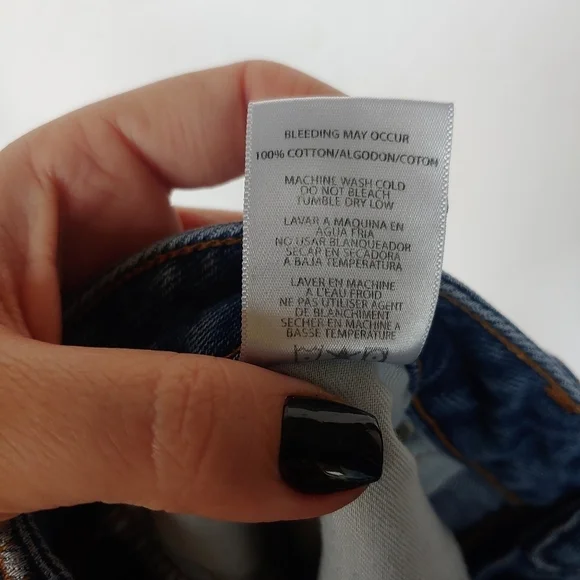 BLEEDING MAY OCCUR
100% COTTON/ALGODON/COTON
MACHINE WASH COLD
DO NOT BLEACH
TUMBLE DRY LOW
LAVAR A MAQUINA EN
AGUA FRIA
NO USAR BLANQUEADOR
SECAR EN SECADORA
A BAJA TEMPERATURA
LAVER EN MACHINE
A L'EAU FROID
NE PAS UTILISER AGENT
DE BLANCHIMENT
SECHER EN MACHINE A
BASSE TEMPERATURE